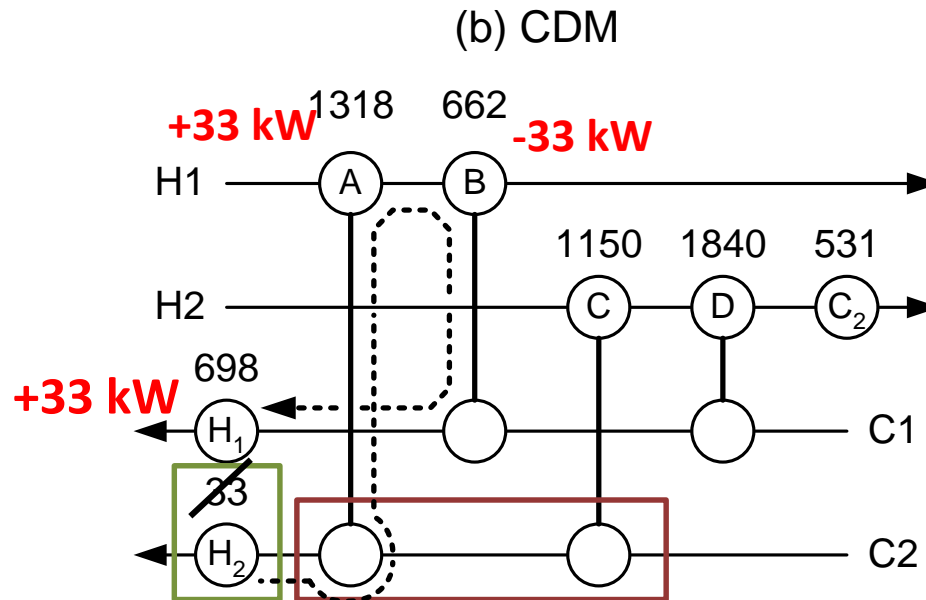 (b) CDM
1318 662
+33 kW -33 kW
H1 A B
1150 1840 531
H2 C D C₂
698
+33 kW
H₁ C1
33
H₂ C2